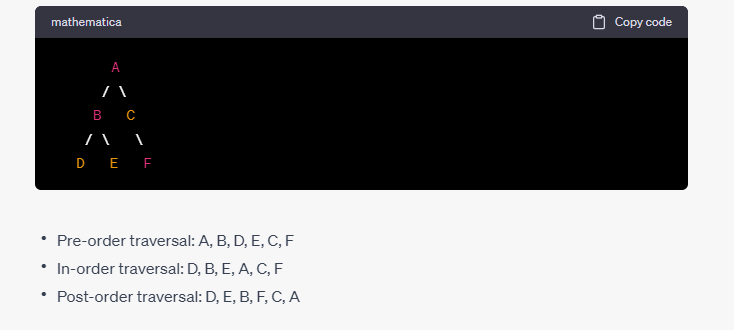 mathematica Copy code
A
/ \
B C
/ \ \
D E F
• Pre-order traversal: A, B, D, E, C, F
• In-order traversal: D, B, E, A, C, F
• Post-order traversal: D, E, B, F, C, A